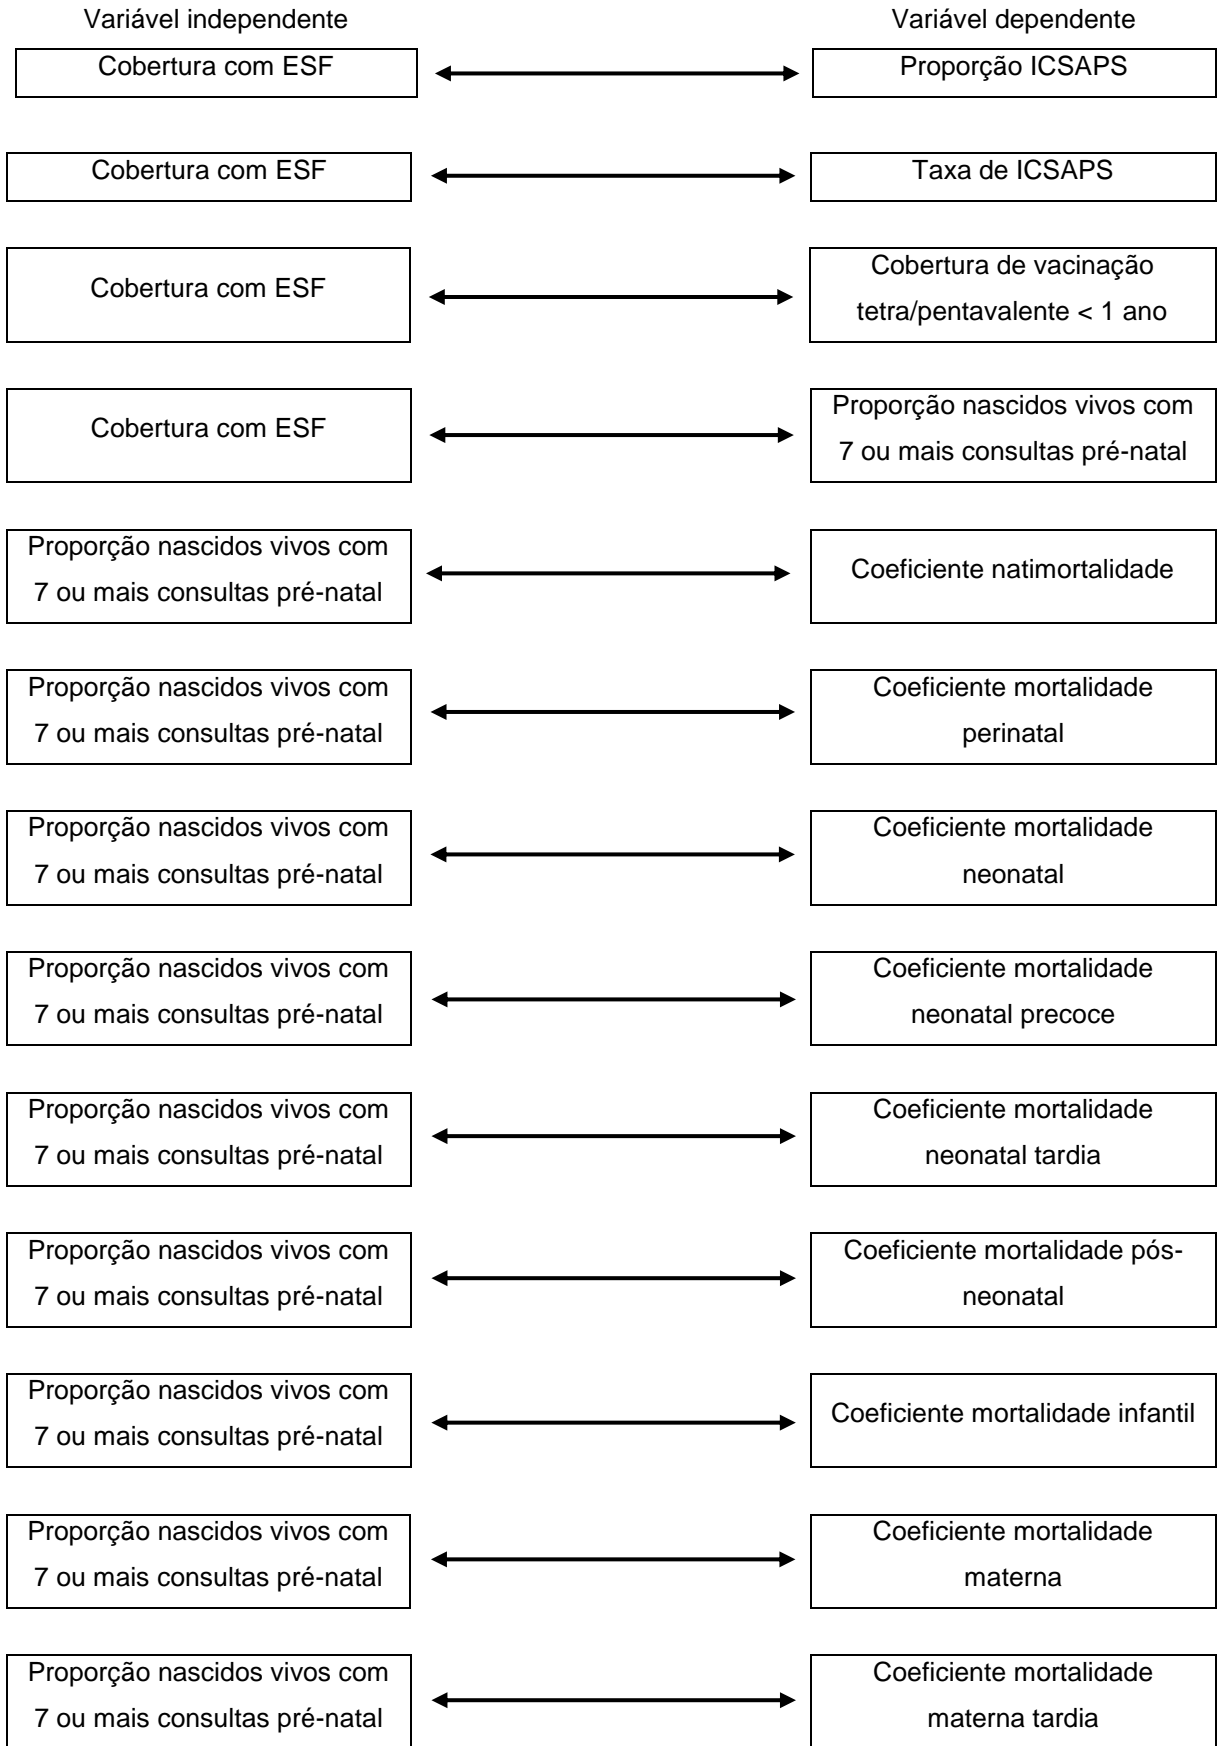 Variável independente
Variável dependente
Cobertura com ESF
Proporção ICSAPS
Cobertura com ESF
Taxa de ICSAPS
Cobertura com ESF
Cobertura de vacinação
tetra/pentavalente < 1 ano
Cobertura com ESF
Proporção nascidos vivos com
7 ou mais consultas pré-natal
Proporção nascidos vivos com
7 ou mais consultas pré-natal
Coeficiente natimortalidade
Proporção nascidos vivos com
7 ou mais consultas pré-natal
Coeficiente mortalidade
perinatal
Proporção nascidos vivos com
7 ou mais consultas pré-natal
Coeficiente mortalidade
neonatal
Proporção nascidos vivos com
7 ou mais consultas pré-natal
Coeficiente mortalidade
neonatal precoce
Proporção nascidos vivos com
7 ou mais consultas pré-natal
Coeficiente mortalidade
neonatal tardia
Proporção nascidos vivos com
7 ou mais consultas pré-natal
Coeficiente mortalidade pós-
neonatal
Proporção nascidos vivos com
7 ou mais consultas pré-natal
Coeficiente mortalidade infantil
Proporção nascidos vivos com
7 ou mais consultas pré-natal
Coeficiente mortalidade
materna
Proporção nascidos vivos com
7 ou mais consultas pré-natal
Coeficiente mortalidade
materna tardia